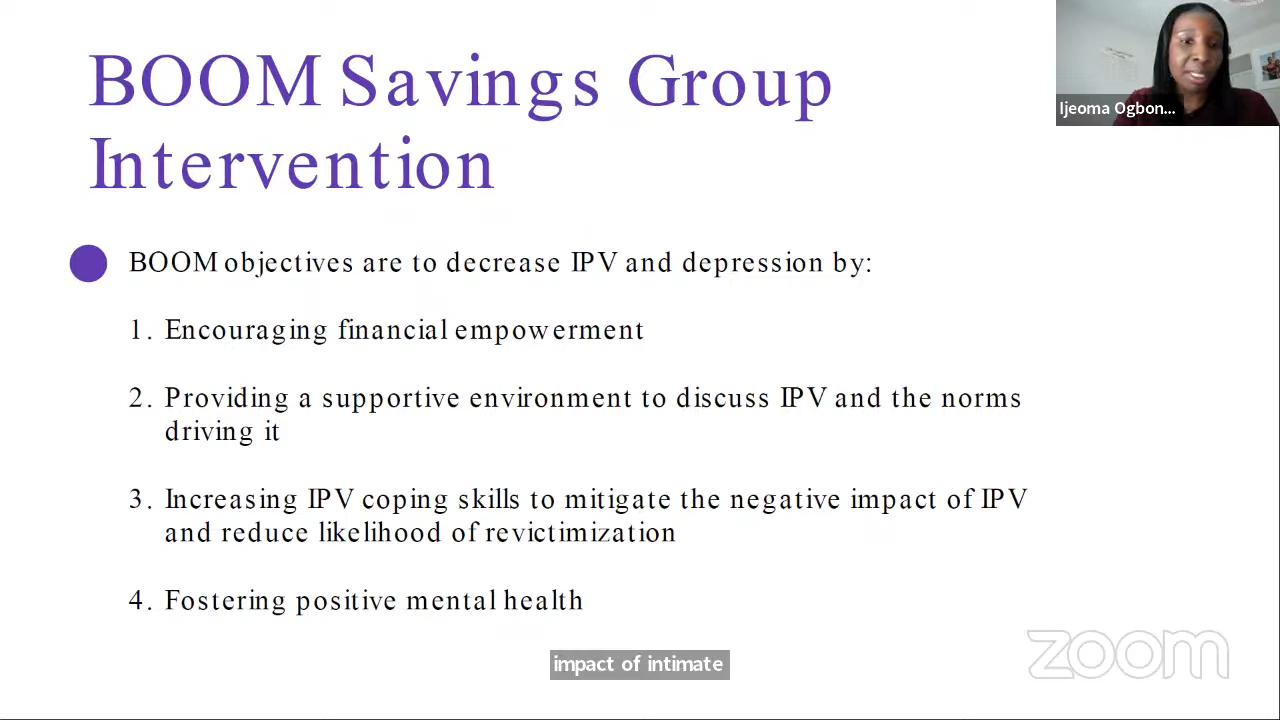 BOOM Savings Group
Intervention
Ijeoma Ogbon...
BOOM objectives are to decrease IPV and depression by:
1. Encouraging financial empowerment
2. Providing a supportive environment to discuss IPV and the norms
driving it
3. Increasing IPV coping skills to mitigate the negative impact of IPV
and reduce likelihood of revictimization
4. Fostering positive mental health
impact of intimate
zoom